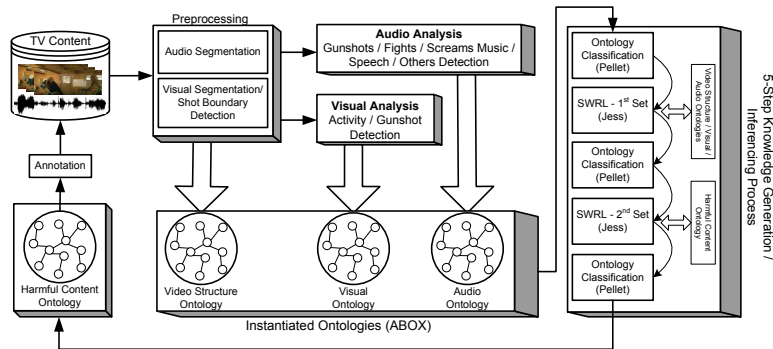 TV Content
Annotation
Harmful Content
Ontology
Preprocessing
Audio Segmentation
Visual Segmentation/
Shot Boundary
Detection
Audio Analysis
Gunshots / Fights / Screams Music /
Speech / Others Detection
Visual Analysis
Activity / Gunshot
Detection
Video Structure
Ontology
Visual
Ontology
Audio
Ontology
Instantiated Ontologies (ABOX)
Ontology
Classification
(Pellet)
SWRL - 1st Set
(Jess)
Ontology
Classification
(Pellet)
SWRL - 2nd Set
(Jess)
Ontology
Classification
(Pellet)
Video Structure / Visual /
Audio Ontologies
Harmful Content
Ontology
5-Step Knowledge Generation /
Inferencing Process